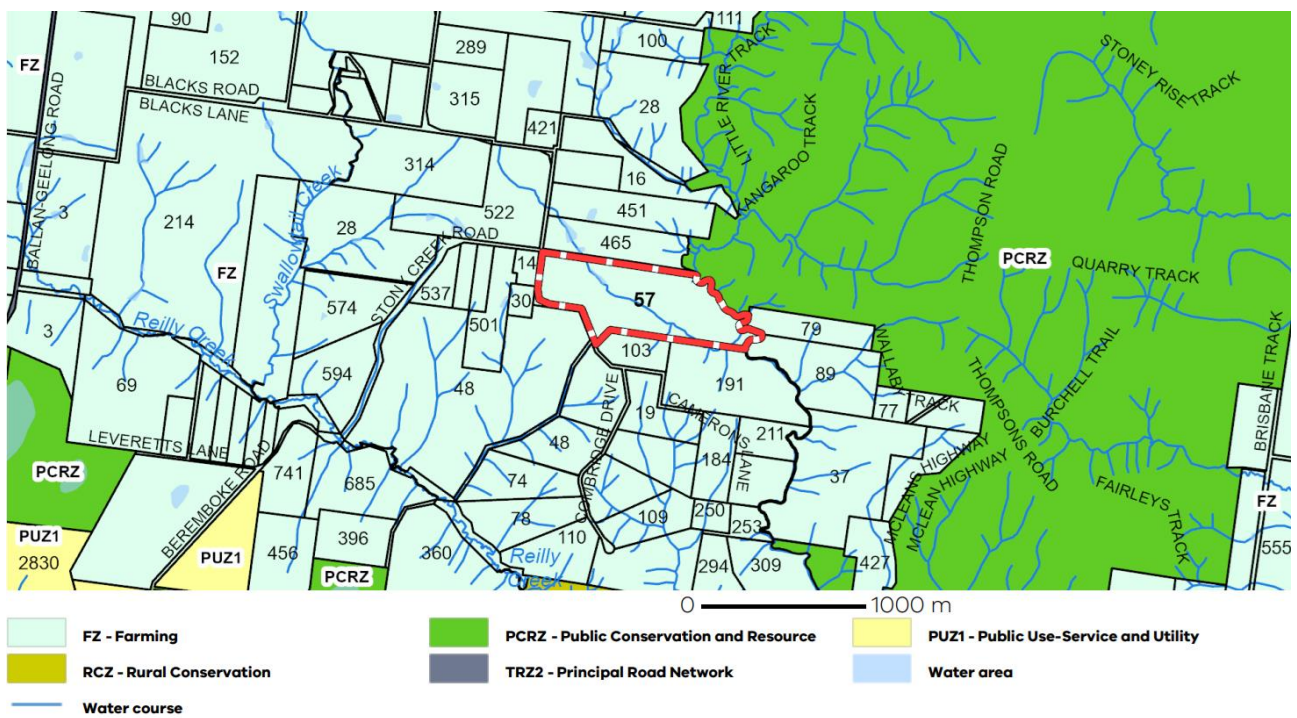 90
152
289
100
111
FZ
BLACKS ROAD
BLACKS LANE
315
28
421
LITTLE RIVER TRACK
KANGAROO TRACK
STONEY RISE TRACK
BALLAN-GEELONG ROAD
314
16
THOMPSON ROAD
3
214
Swallowtail Creek
28
522
451
STONY CREEK ROAD
465
PCRZ
FZ
14
QUARRY TRACK
574
537
30
57
501
3
Reilly Creek
79
WALLABY TRACK
103
594
191
89
69
48
COMBRIDGE DRIVE
19
CAMERONS LANE
77
THOMPSONS ROAD
BURCHELL TRAIL
BRISBANE TRACK
LEVERETTS LANE
BEREMBOKE ROAD
48
211
PCRZ
741
685
74
184
37
MCLEANS HIGHWAY
MCLEAN HIGHWAY
FAIRLEYS TRACK
FZ
78
109
250
253
PUZ1
2830
PUZ1
456
396
360
Reilly Creek
110
294
309
427
555
PCRZ
0 1000 m
FZ - Farming
PCRZ - Public Conservation and Resource
PUZ1 - Public Use-Service and Utility
RCZ - Rural Conservation
TRZ2 - Principal Road Network
Water area
Water course